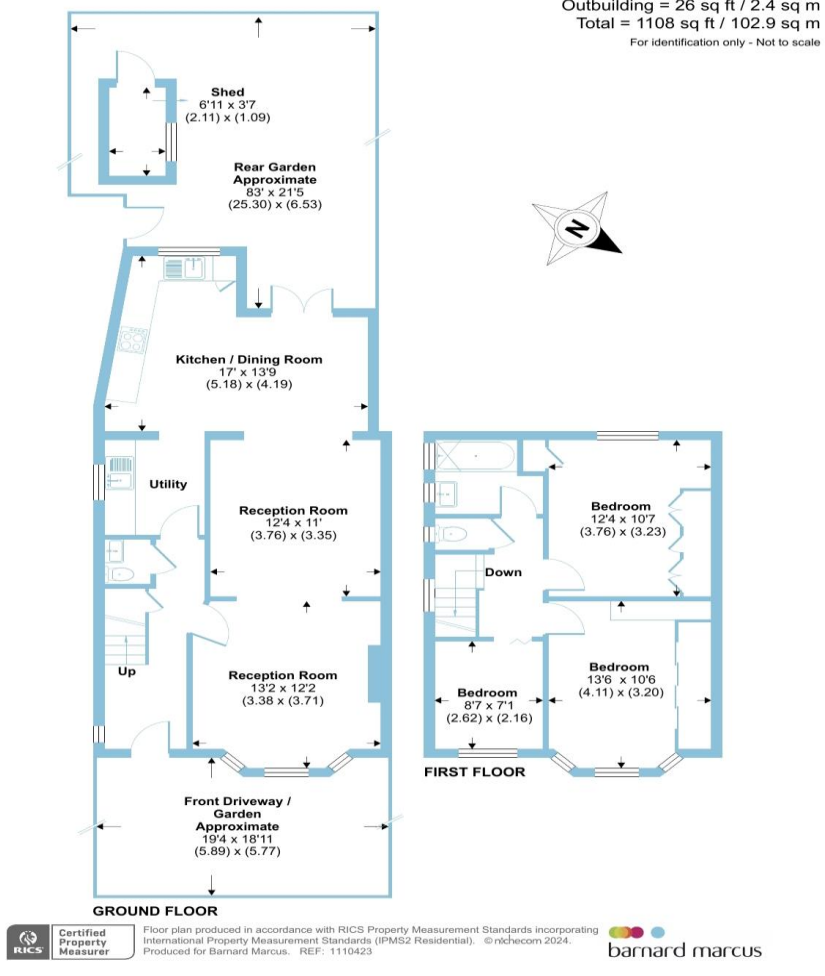 Outbuilding = 26 sq ft / 2.4 sq m
Total = 1108 sq ft / 102.9 sq m
For identification only - Not to scale
Shed
6'11 x 3'7
(2.11) x (1.09)
Rear Garden
Approximate
83' x 21'5
(25.30) x (6.53)
N
Kitchen / Dining Room
17' x 13'9
(5.18) x (4.19)
Utility
Reception Room
12'4 x 11'
(3.76) x (3.35)
Up
Reception Room
13'2 x 12'2
(3.38 x (3.71)
Front Driveway /
Garden
Approximate
19'4 x 18'11
(5.89) x (5.77)
GROUND FLOOR
Bedroom
12'4 x 10'7
(3.76) x (3.23)
Down
Bedroom
13'6 x 10'6
(4.11) x (3.20)
Bedroom
8'7 x 7'1
(2.62) x (2.16)
FIRST FLOOR
RICS
Certified
Property
Measurer
Floor plan produced in accordance with RICS Property Measurement Standards incorporating
International Property Measurement Standards (IPMS2 Residential). © nichecom 2024.
Produced for Barnard Marcus. REF: 1110423
barnard marcus